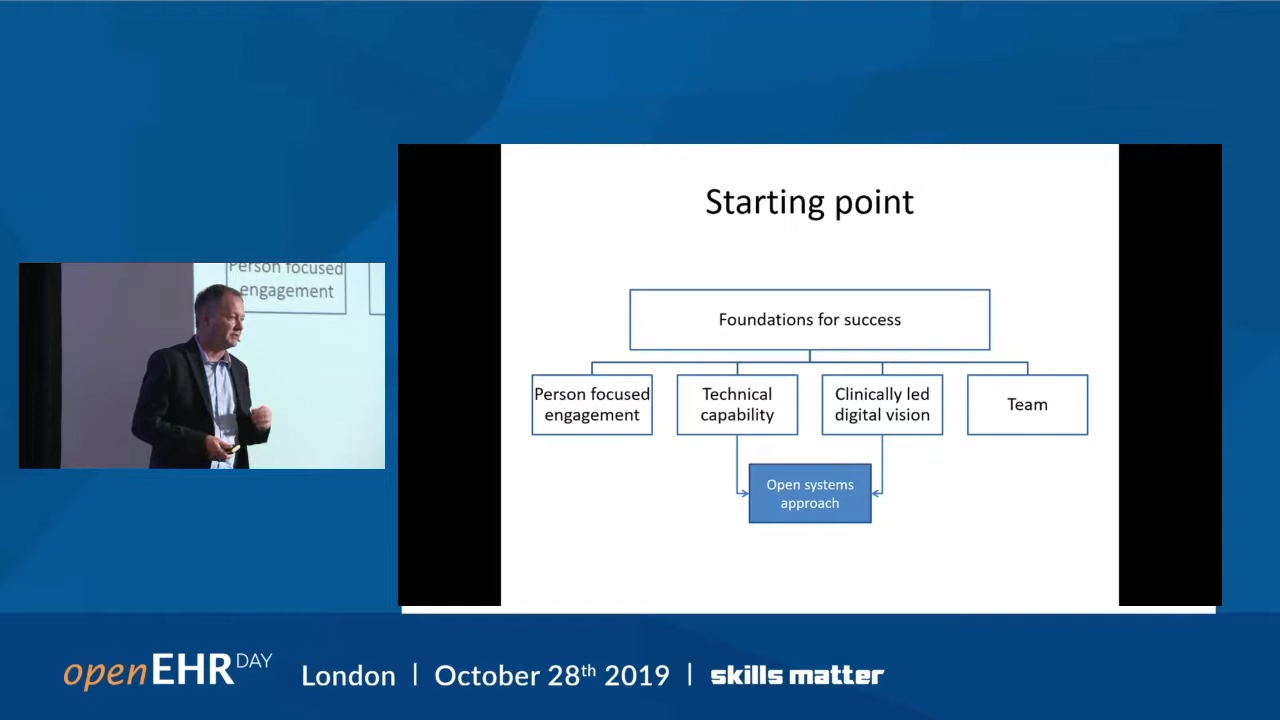 Starting point
Foundations for success
Person focused
engagement
Technical
capability
Clinically led
digital vision
Team
Open systems
approach
Person focused
engagement
openEHR DAY
London | October 28th 2019 | skills matter